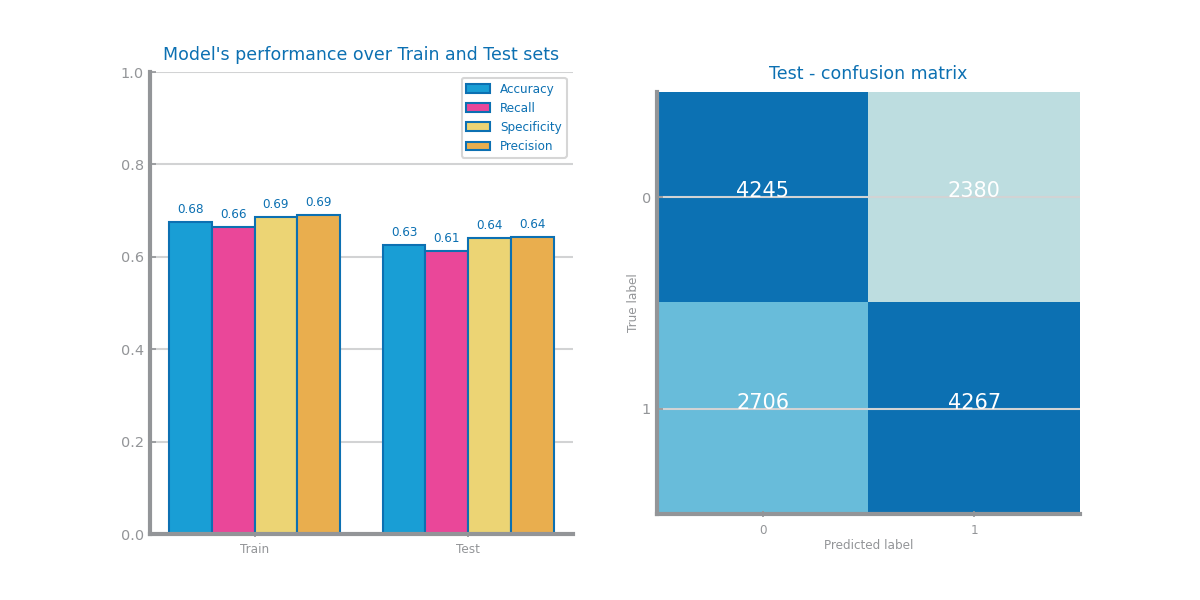 Model's performance over Train and Test sets
1.0
0.8
0.6
0.4
0.2
0.0
Accuracy
Recall
Specificity
Precision
0.68
0.66
0.69
0.69
0.63
0.61
0.64
0.64
Train
Test
Test - confusion matrix
True label
0
1
4245
2380
2706
4267
0
1
Predicted label